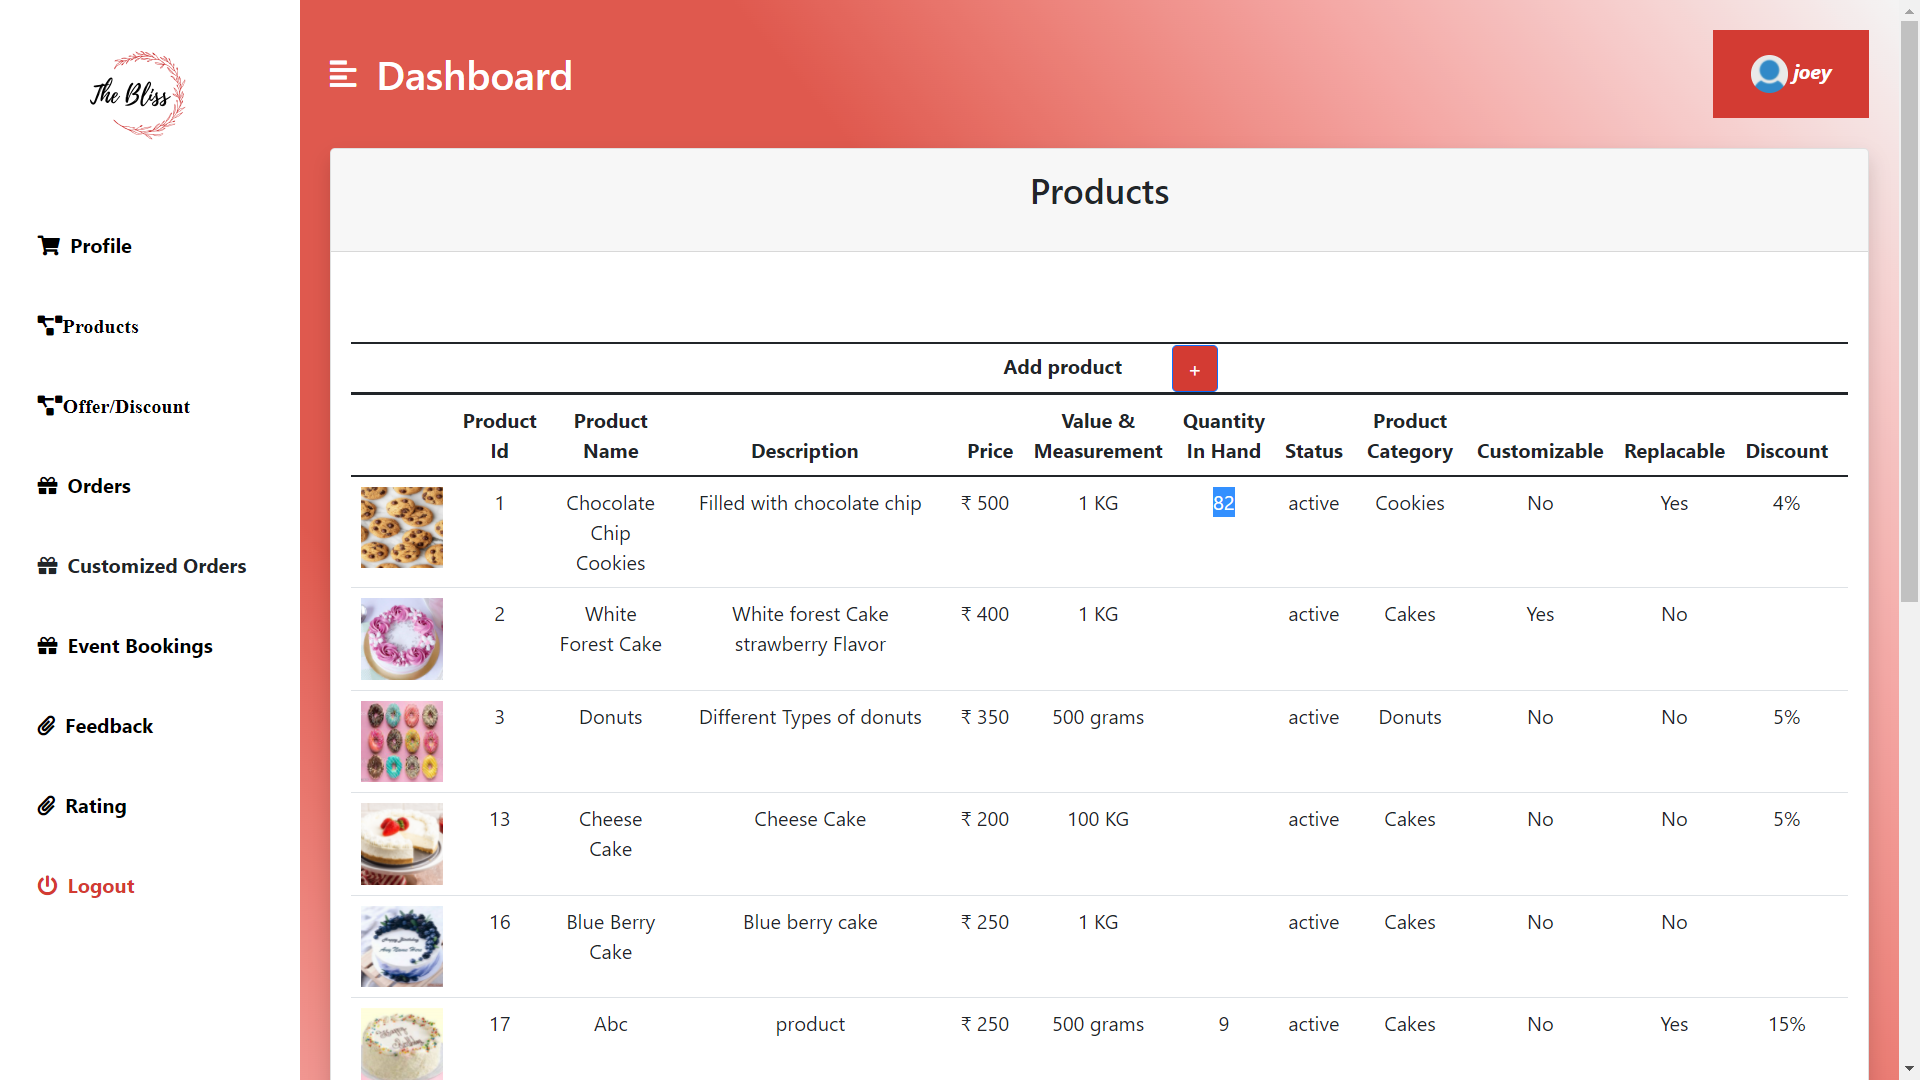 The Bliss
Dashboard
joey
Profile
Products
Offer/Discount
Orders
Customized Orders
Event Bookings
Feedback
Rating
Logout
Products
Add product +
Product Id Product Name Description Price Value & Measurement Quantity In Hand Status Product Category Customizable Replacable Discount
1 Chocolate Chip Cookies Filled with chocolate chip ₹ 500 1 KG 82 active Cookies No Yes 4%
2 White Forest Cake White forest Cake strawberry Flavor ₹ 400 1 KG active Cakes Yes No
3 Donuts Different Types of donuts ₹ 350 500 grams active Donuts No No 5%
13 Cheese Cake Cheese Cake ₹ 200 100 KG active Cakes No No 5%
16 Blue Berry Cake Blue berry cake ₹ 250 1 KG active Cakes No No
17 Abc product ₹ 250 500 grams 9 active Cakes No Yes 15%